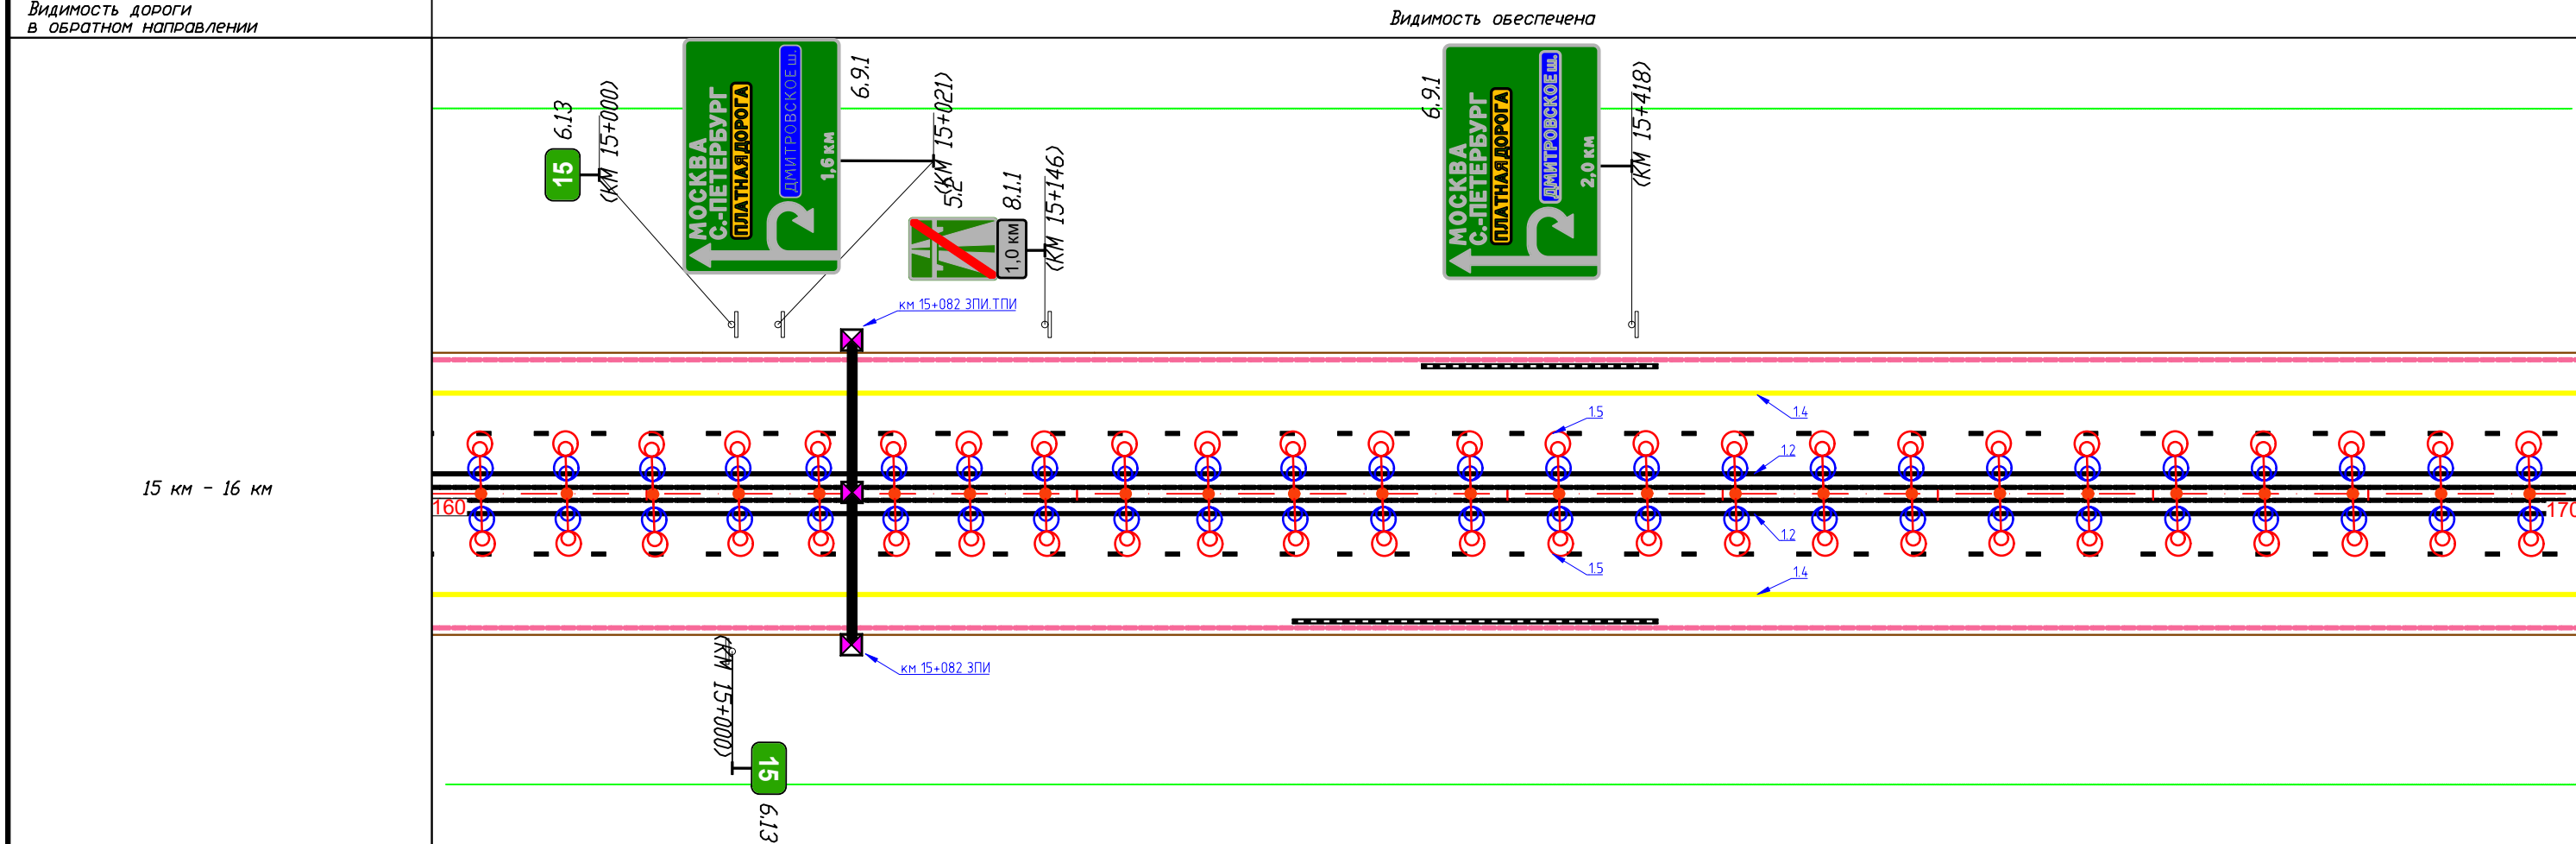 Видимость дороги
в обратном направлении
Видимость обеспечена
15 км - 16 км
15
6.13
(КМ 15+000)
МОСКВА
С.-ПЕТЕРБУРГ
ПЛАТНАЯ ДОРОГА
ДМИТРОВСКОЕ ш.
1,6 км
6.9.1
(КМ 15+021)
5.2
8.1.1
1,0 км
(КМ 15+146)
6.9.1
МОСКВА
С.-ПЕТЕРБУРГ
ПЛАТНАЯ ДОРОГА
ДМИТРОВСКОЕ ш.
2,0 км
(КМ 15+418)
км 15+082 ЗПИ.ТПИ
1.5
1.4
1.2
160
170
1.2
1.5
1.4
км 15+082 ЗПИ
(КМ 15+000)
15
6.13